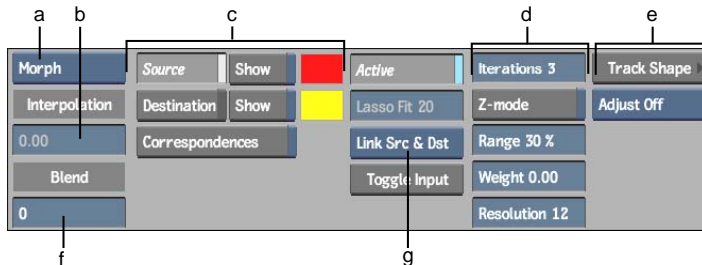 a b c d e
Morph Source Show Active Iterations 3 Track Shape
Interpolation Destination Show Lasso Fit 20 Z-mode Adjust Off
0.00 Correspondences Link Src & Dst Range 30 %
Blend Toggle Input Weight 0.00
0 Resolution 12
f g